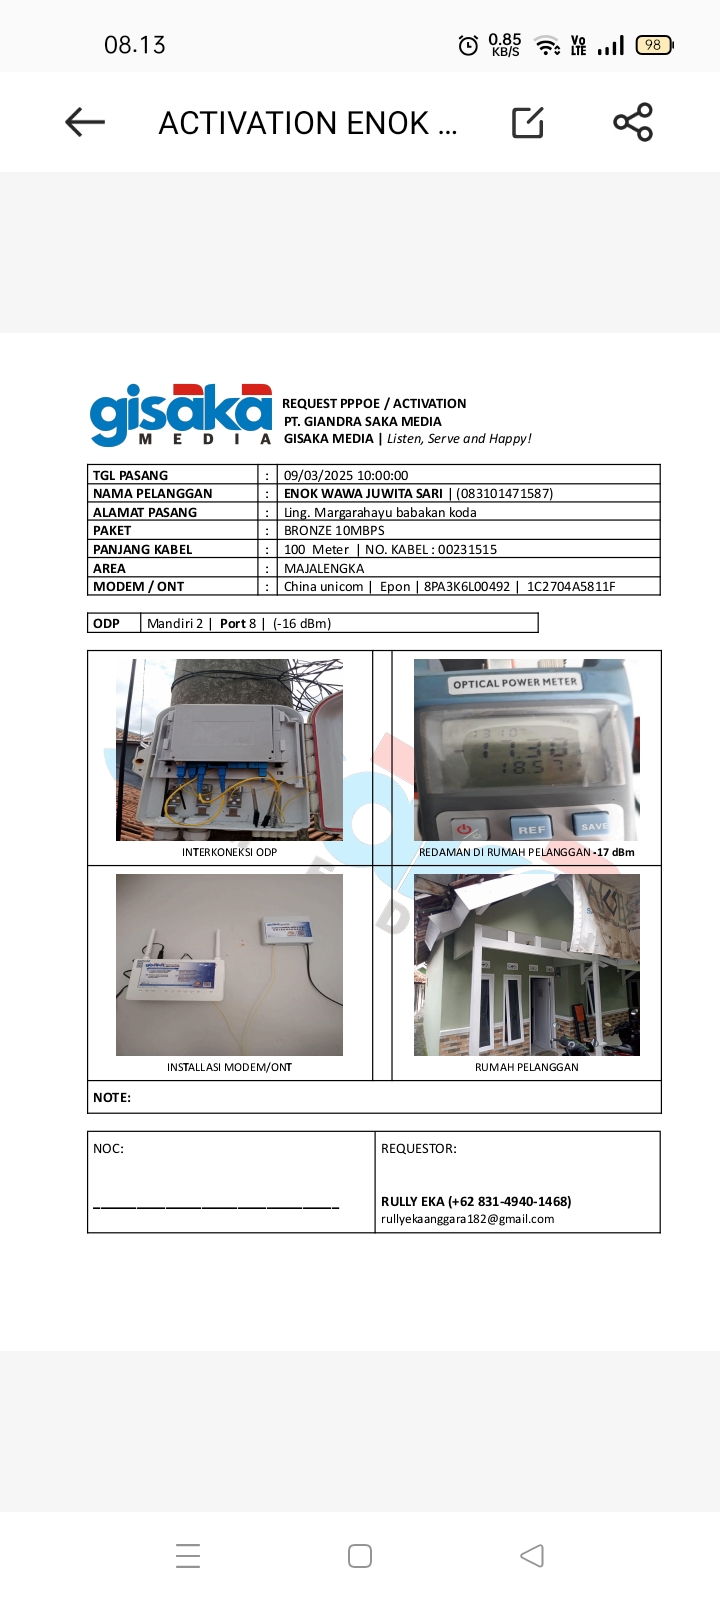 08.13
0.85
KB/S
Vo
LTE
98
ACTIVATION ENOK ...
gisaka
MEDIA
REQUEST PPPOE / ACTIVATION
PT. GIANDRA SAKA MEDIA
GISAKA MEDIA | Listen, Serve and Happy!
TGL PASANG : 09/03/2025 10:00:00
NAMA PELANGGAN : ENOK WAWA JUWITA SARI | (083101471587)
ALAMAT PASANG : Ling. Margarahayu babakan koda
PAKET : BRONZE 10MBPS
PANJANG KABEL : 100 Meter | NO. KABEL : 00231515
AREA : MAJALENGKA
MODEM / ONT : China unicom | Epon | 8PA3K6L00492 | 1C2704A5811F
ODP Mandiri 2 | Port 8 | (-16 dBm)
OPTICAL POWER METER
REF
SAVE
INTERKONEKSI ODP
REDAMAN DI RUMAH PELANGGAN -17 dBm
gisaka
INSTALLASI MODEM/ONT
RUMAH PELANGGAN
NOTE:
NOC:
REQUESTOR:
RULLY EKA (+62 831-4940-1468)
rullyekaanggara182@gmail.com